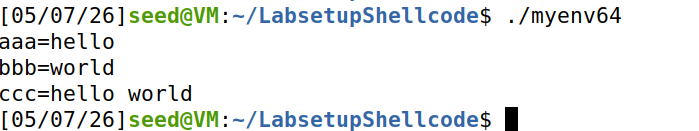 [05/07/26]seed@VM:~/LabsetupShellcode$ ./myenv64
aaa=hello
bbb=world
ccc=hello world
[05/07/26]seed@VM:~/LabsetupShellcode$